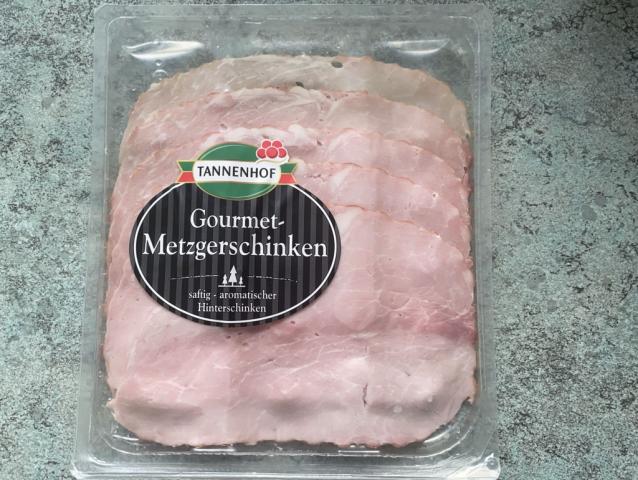 TANNENHOF
Gourmet-
Metzgerschinken
saftig - aromatischer
Hinterschinken